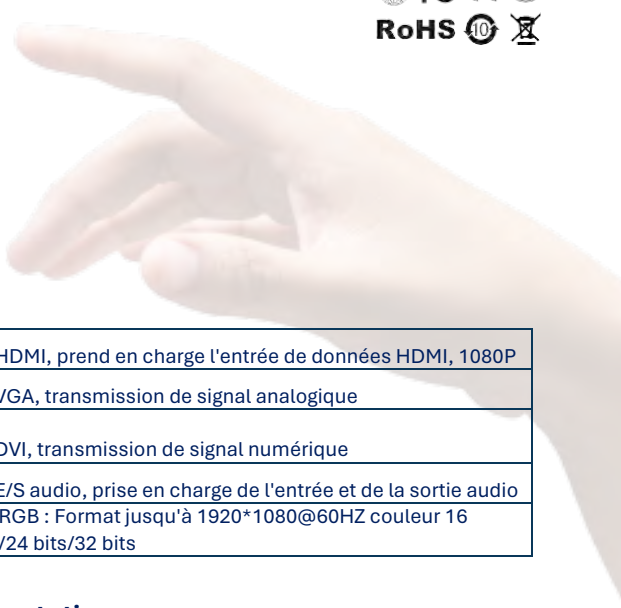 RoHS 10
HDMI, prend en charge l'entrée de données HDMI, 1080P
VGA, transmission de signal analogique
DVI, transmission de signal numérique
E/S audio, prise en charge de l'entrée et de la sortie audio
RGB : Format jusqu'à 1920*1080@60HZ couleur 16
/24 bits/32 bits